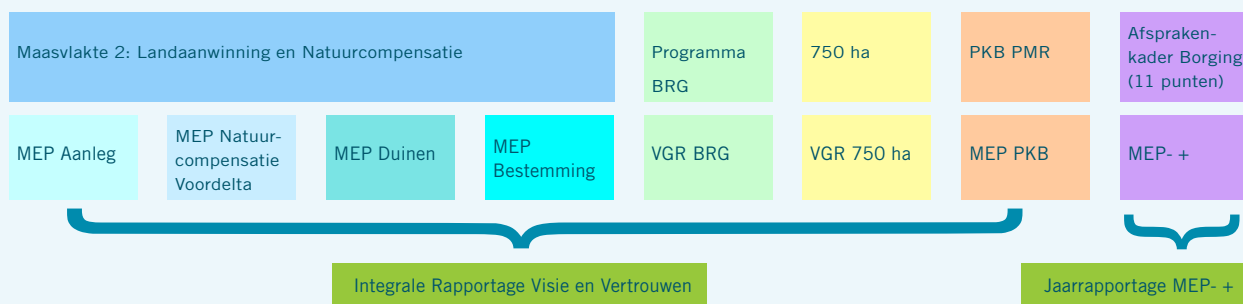 Maasvlakte 2: Landaanwinning en Natuurcompensatie
Programma
BRG
750 ha
PKB PMR
Afspraken-
kader Borging
(11 punten)
MEP Aanleg
MEP Natuur-
compensatie
Voordelta
MEP Duinen
MEP
Bestemming
VGR BRG
VGR 750 ha
MEP PKB
MEP- +
Integrale Rapportage Visie en Vertrouwen
Jaarrapportage MEP- +